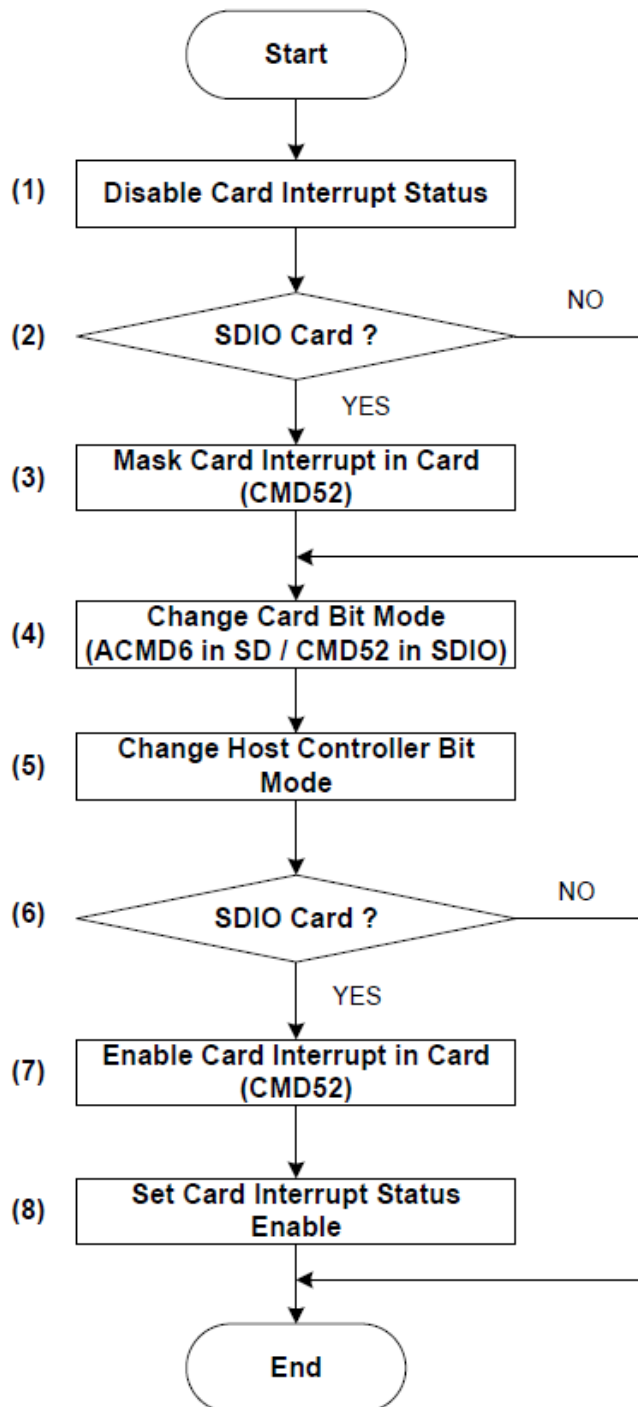 Start
(1)
Disable Card Interrupt Status
(2)
SDIO Card ?
NO
YES
(3)
Mask Card Interrupt in Card
(CMD52)
(4)
Change Card Bit Mode
(ACMD6 in SD / CMD52 in SDIO)
(5)
Change Host Controller Bit
Mode
(6)
SDIO Card ?
NO
YES
(7)
Enable Card Interrupt in Card
(CMD52)
(8)
Set Card Interrupt Status
Enable
End